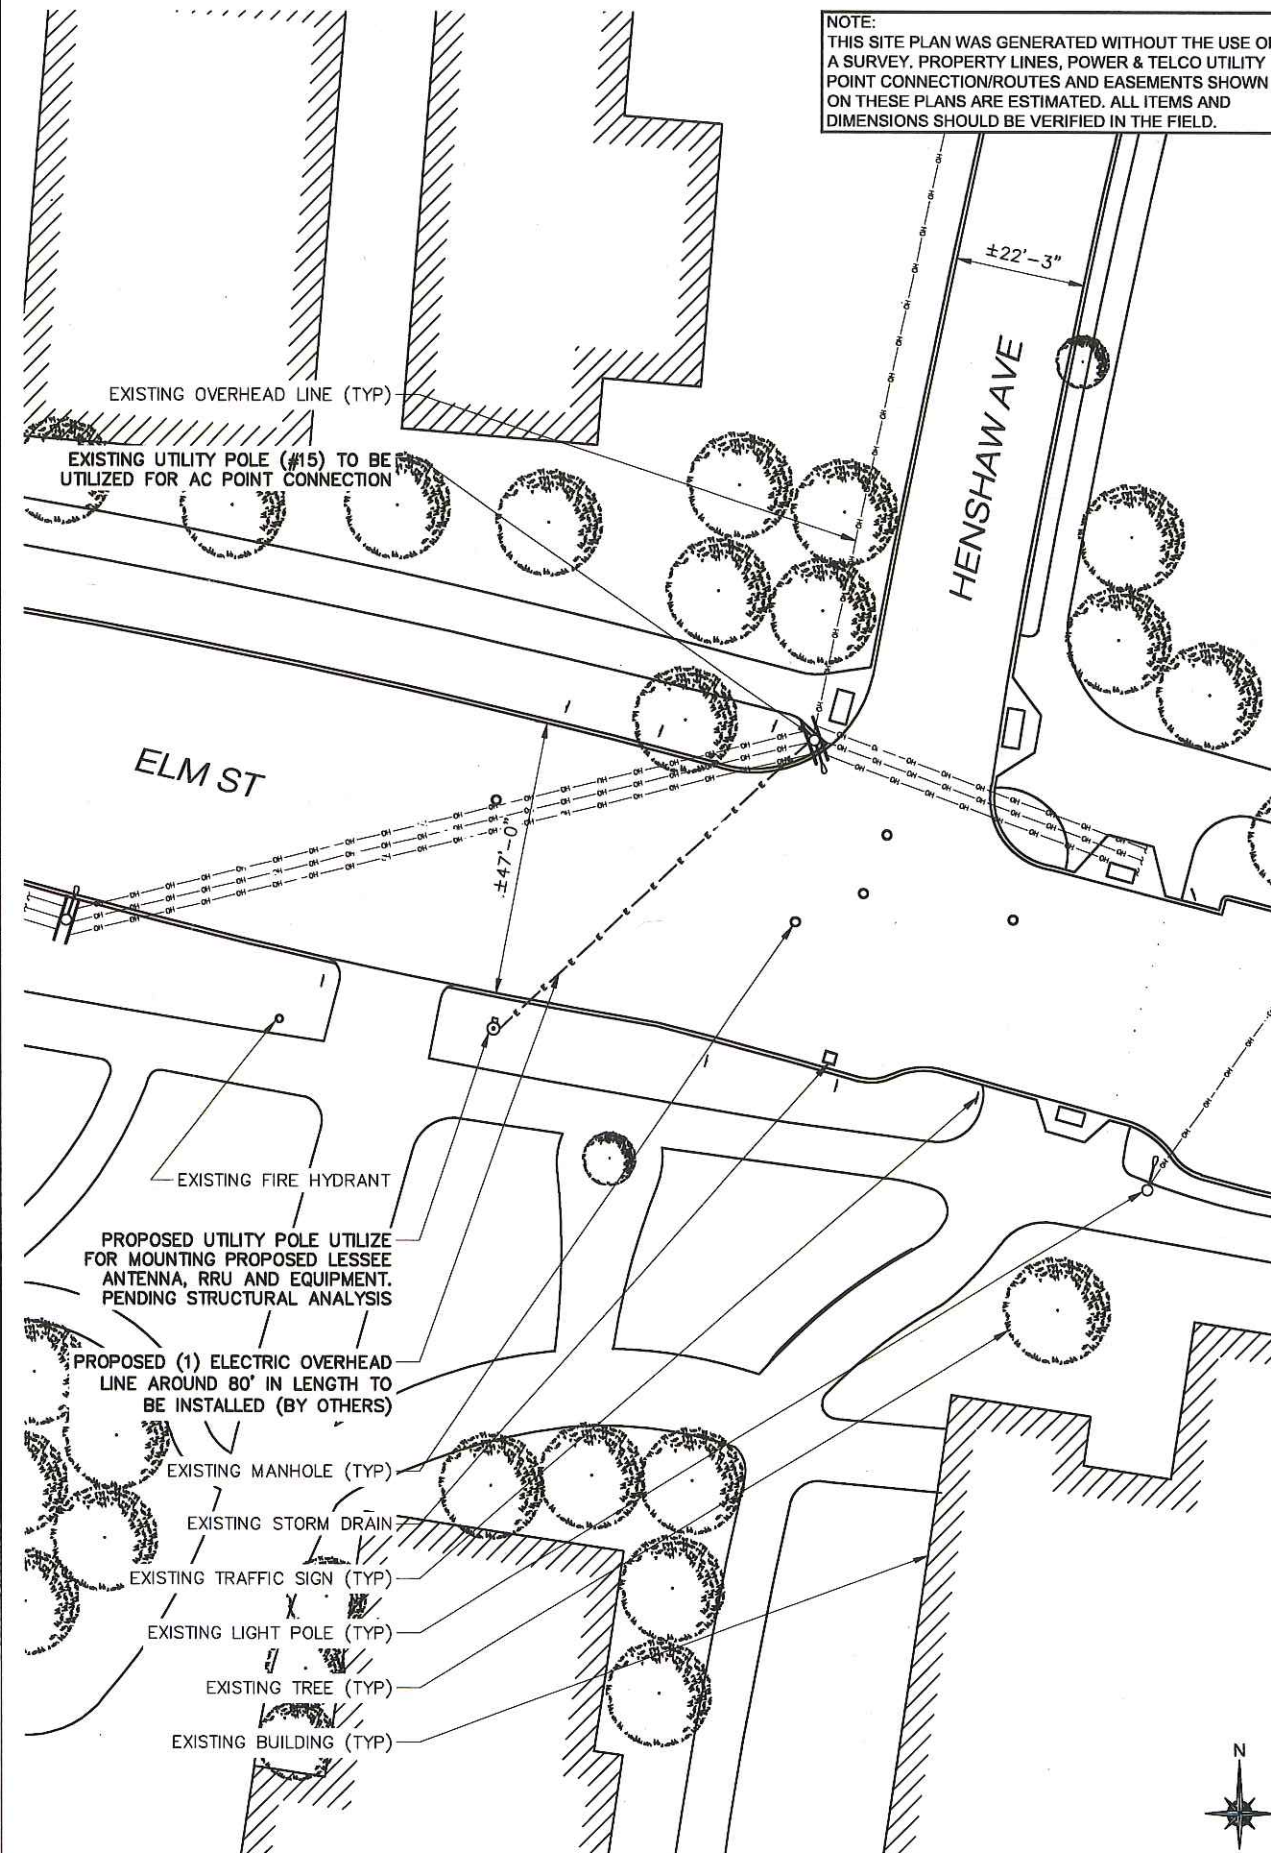 NOTE:
THIS SITE PLAN WAS GENERATED WITHOUT THE USE OF
A SURVEY. PROPERTY LINES, POWER & TELCO UTILITY
POINT CONNECTION/ROUTES AND EASEMENTS SHOWN
ON THESE PLANS ARE ESTIMATED. ALL ITEMS AND
DIMENSIONS SHOULD BE VERIFIED IN THE FIELD.
±22'-3"
HENSHAW AVE
EXISTING OVERHEAD LINE (TYP)
EXISTING UTILITY POLE (#15) TO BE
UTILIZED FOR AC POINT CONNECTION
ELM ST
±47'-0"
EXISTING FIRE HYDRANT
PROPOSED UTILITY POLE UTILIZE
FOR MOUNTING PROPOSED LESSEE
ANTENNA, RRU AND EQUIPMENT.
PENDING STRUCTURAL ANALYSIS
PROPOSED (1) ELECTRIC OVERHEAD
LINE AROUND 80' IN LENGTH TO
BE INSTALLED (BY OTHERS)
EXISTING MANHOLE (TYP)
EXISTING STORM DRAIN
EXISTING TRAFFIC SIGN (TYP)
EXISTING LIGHT POLE (TYP)
EXISTING TREE (TYP)
EXISTING BUILDING (TYP)
N